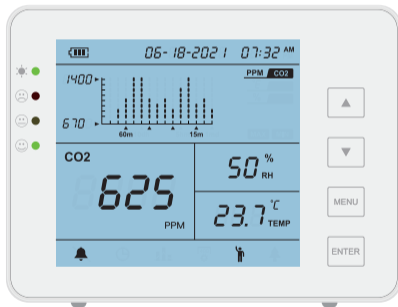 06-18-2021 07:32 AM
PPM CO2
1400
670
60m 15m
CO2
625
PPM
50 %
RH
23.7 °C
TEMP
MENU
ENTER